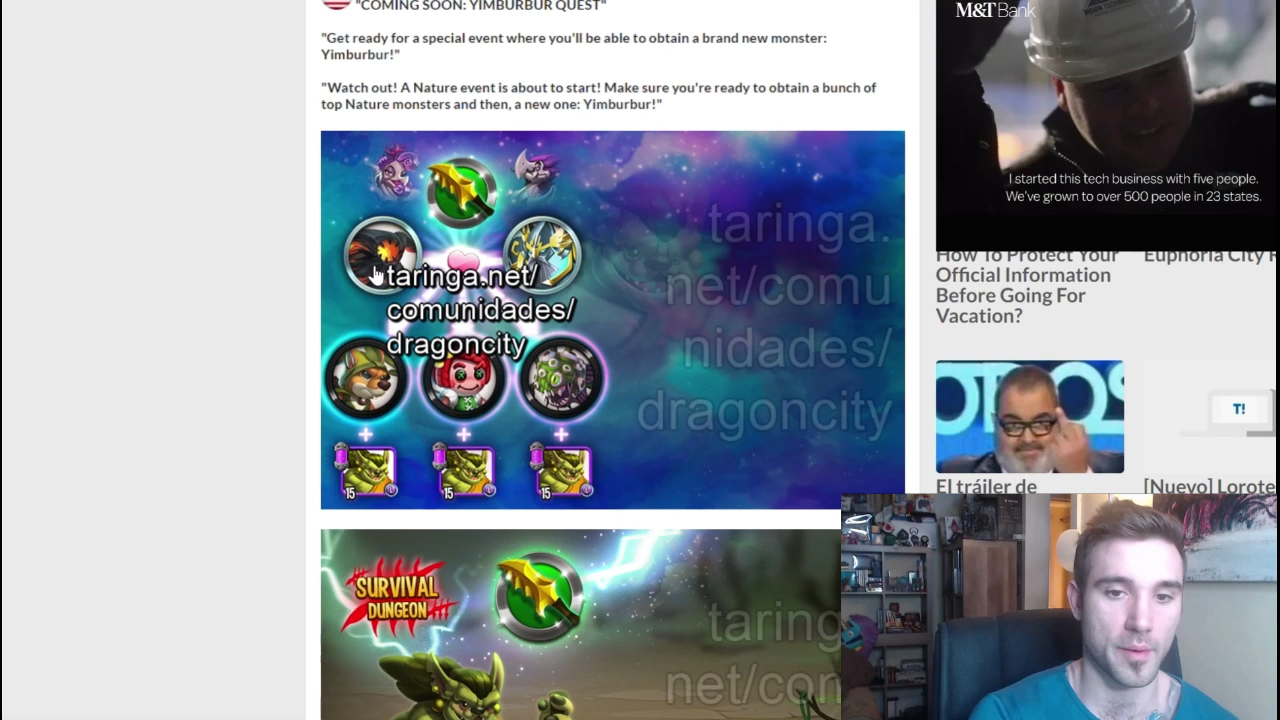 "COMING SOON: YIMBURBUR QUEST"
"Get ready for a special event where you'll be able to obtain a brand new monster:
Yimburbur!"
"Watch out! A Nature event is about to start! Make sure you're ready to obtain a bunch of
top Nature monsters and then, a new one: Yimburbur!"
taringa.net/
comunidades/
dragoncity
taringa.
net/comu
nidades/
dragoncity
15
15
15
SURVIVAL
DUNGEON
taring
net/com
M&T Bank
I started this tech business with five people.
We've grown to over 500 people in 23 states.
How To Protect Your
Official Information
Before Going For
Vacation?
Euphoria City
T!
El tráiler de
[Nuevo] Lorote